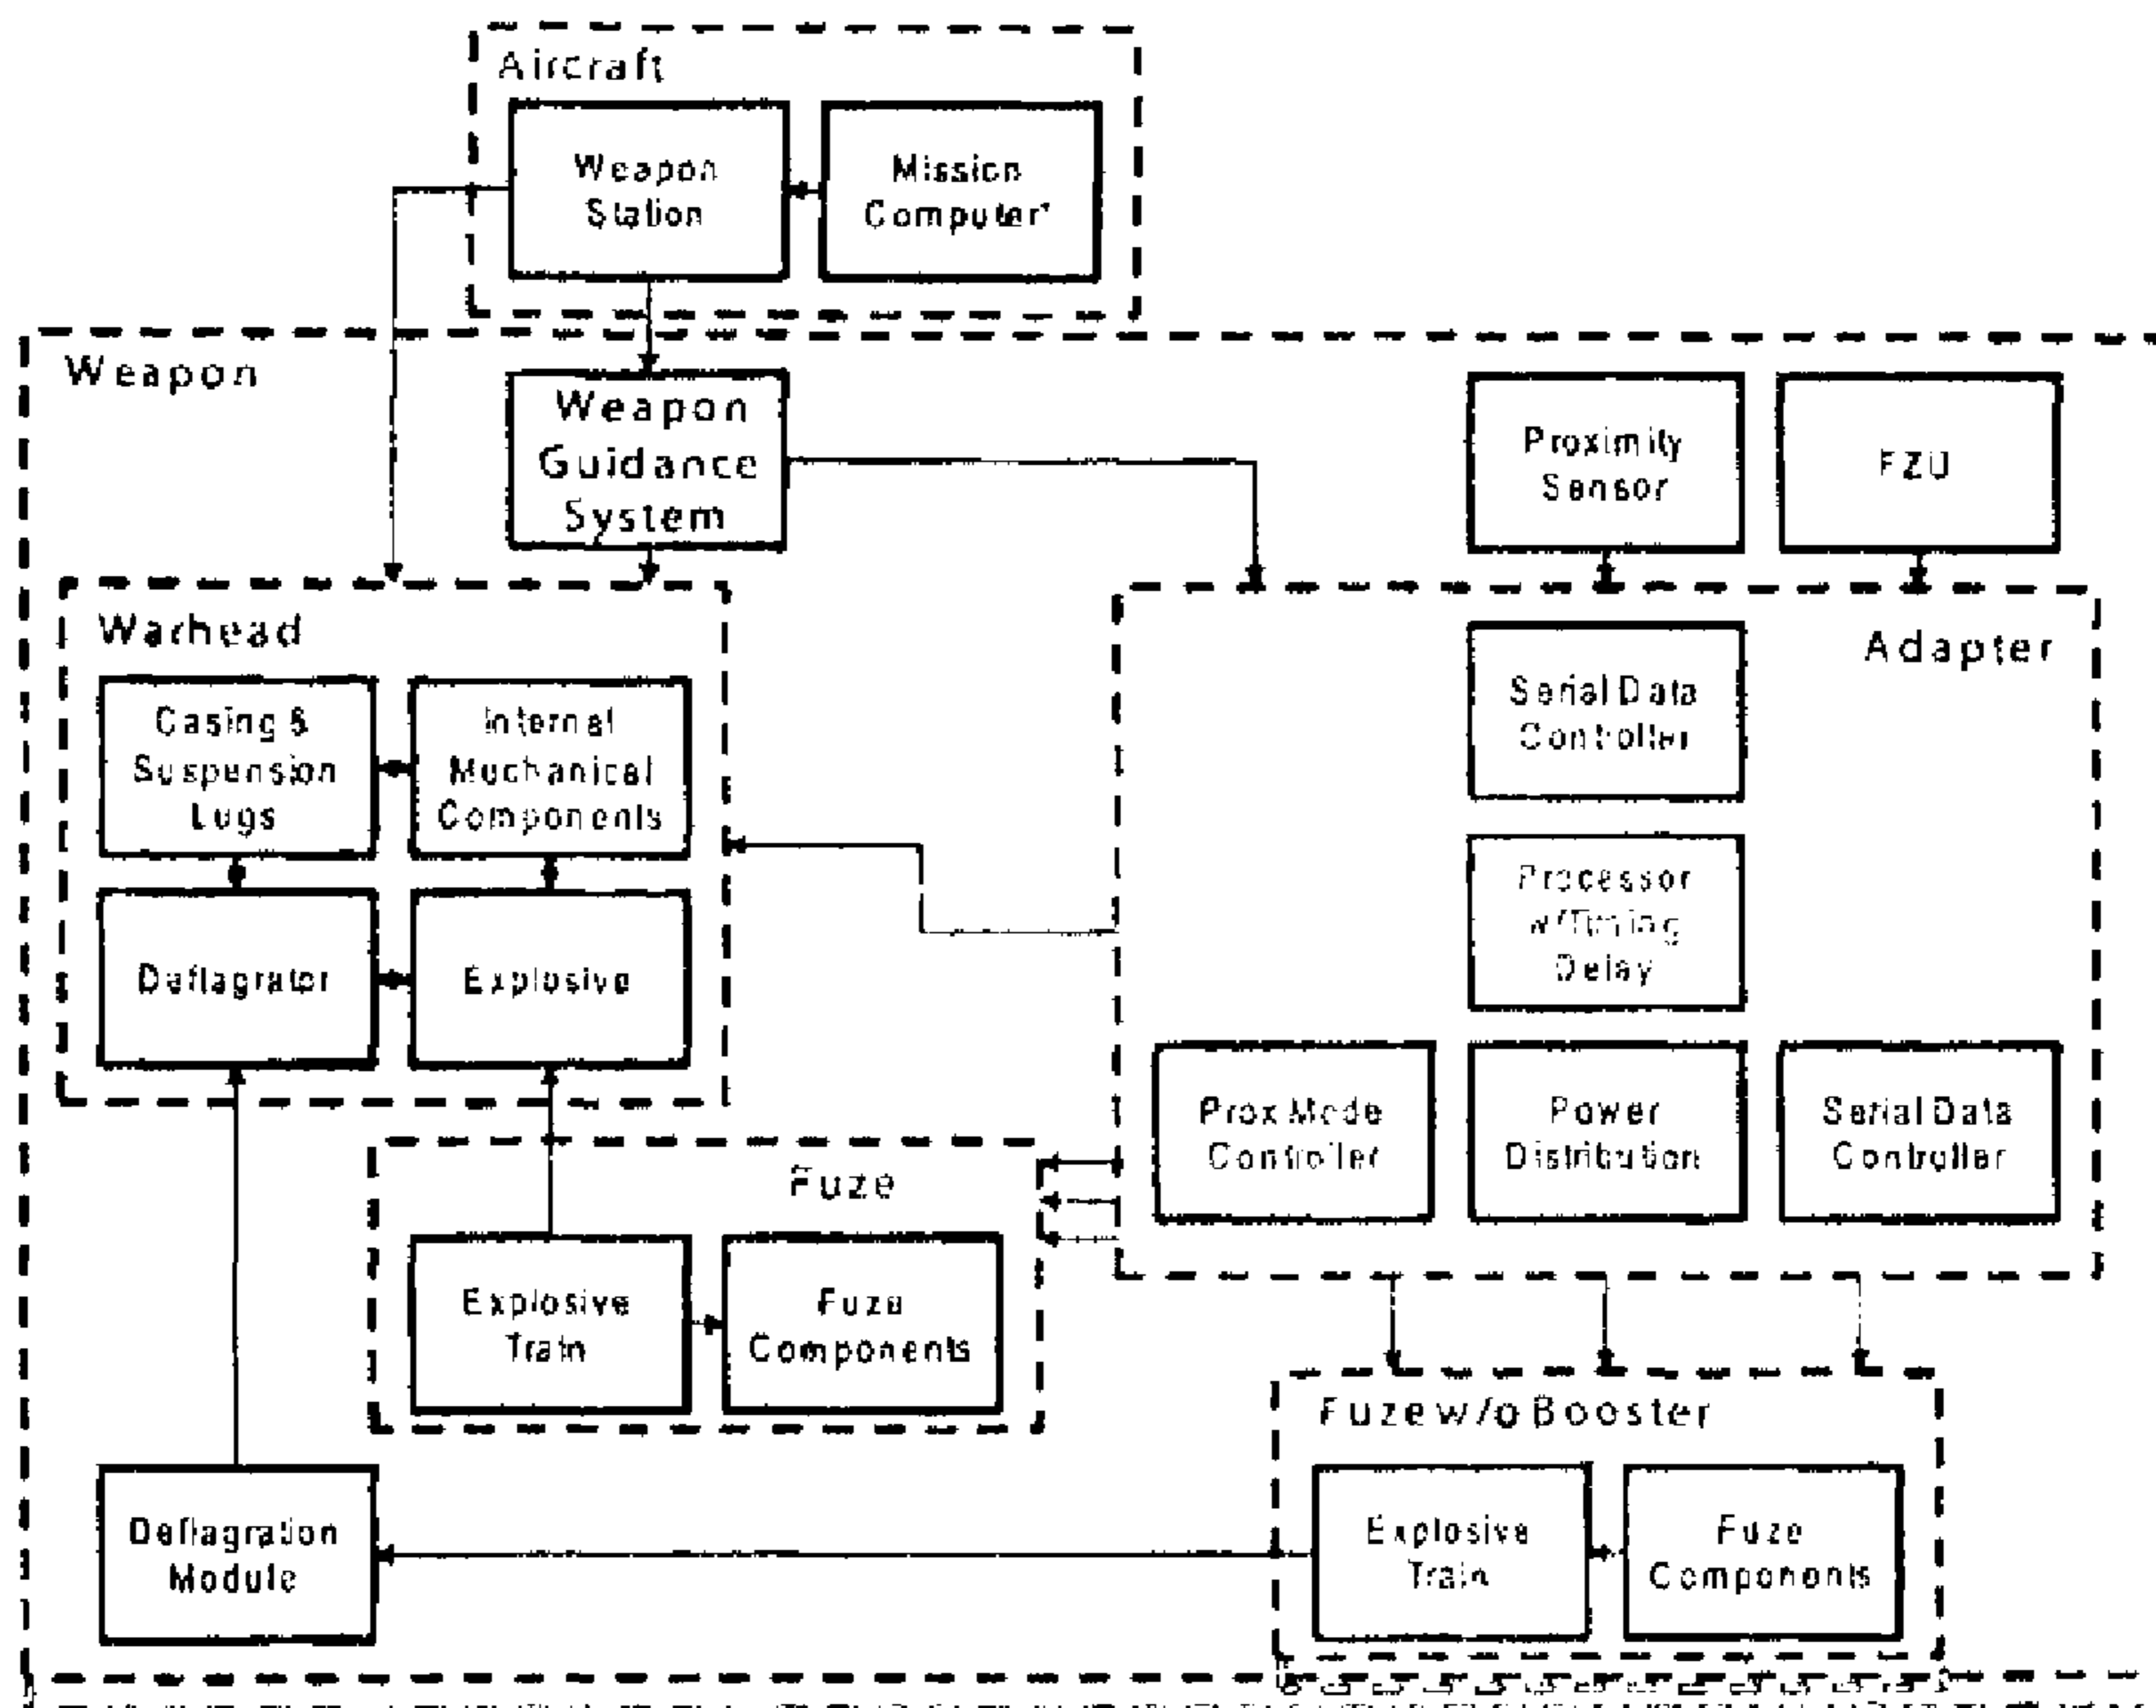 Aircraft
Weapon
Station
Mission
Computer*
Weapon
Weapon
Guidance
System
Proximity
Sensor
FZU
Warhead
Casing &
Suspension
Lugs
Internal
Mechanical
Components
Deflagrator
Explosive
Adapter
Serial Data
Controller
Processor
w/Timing
Delay
Prox Mode
Controller
Power
Distribution
Serial Data
Controller
Fuze
Explosive
Train
Fuze
Components
Fuze w/o Booster
Explosive
Train
Fuze
Components
Deflagration
Module